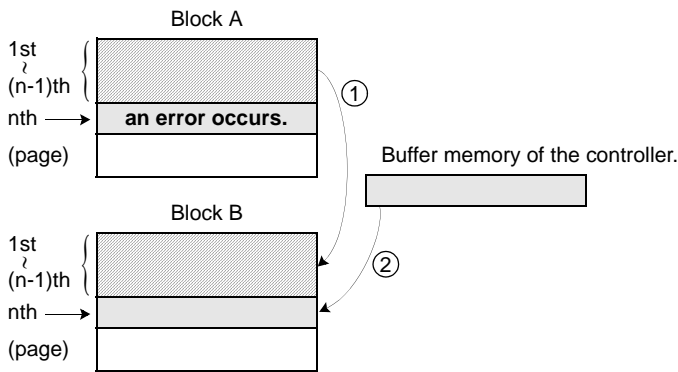 Block A
1st
~
(n-1)th
nth
an error occurs.
(page)
1
Buffer memory of the controller.
Block B
1st
~
(n-1)th
2
nth
(page)